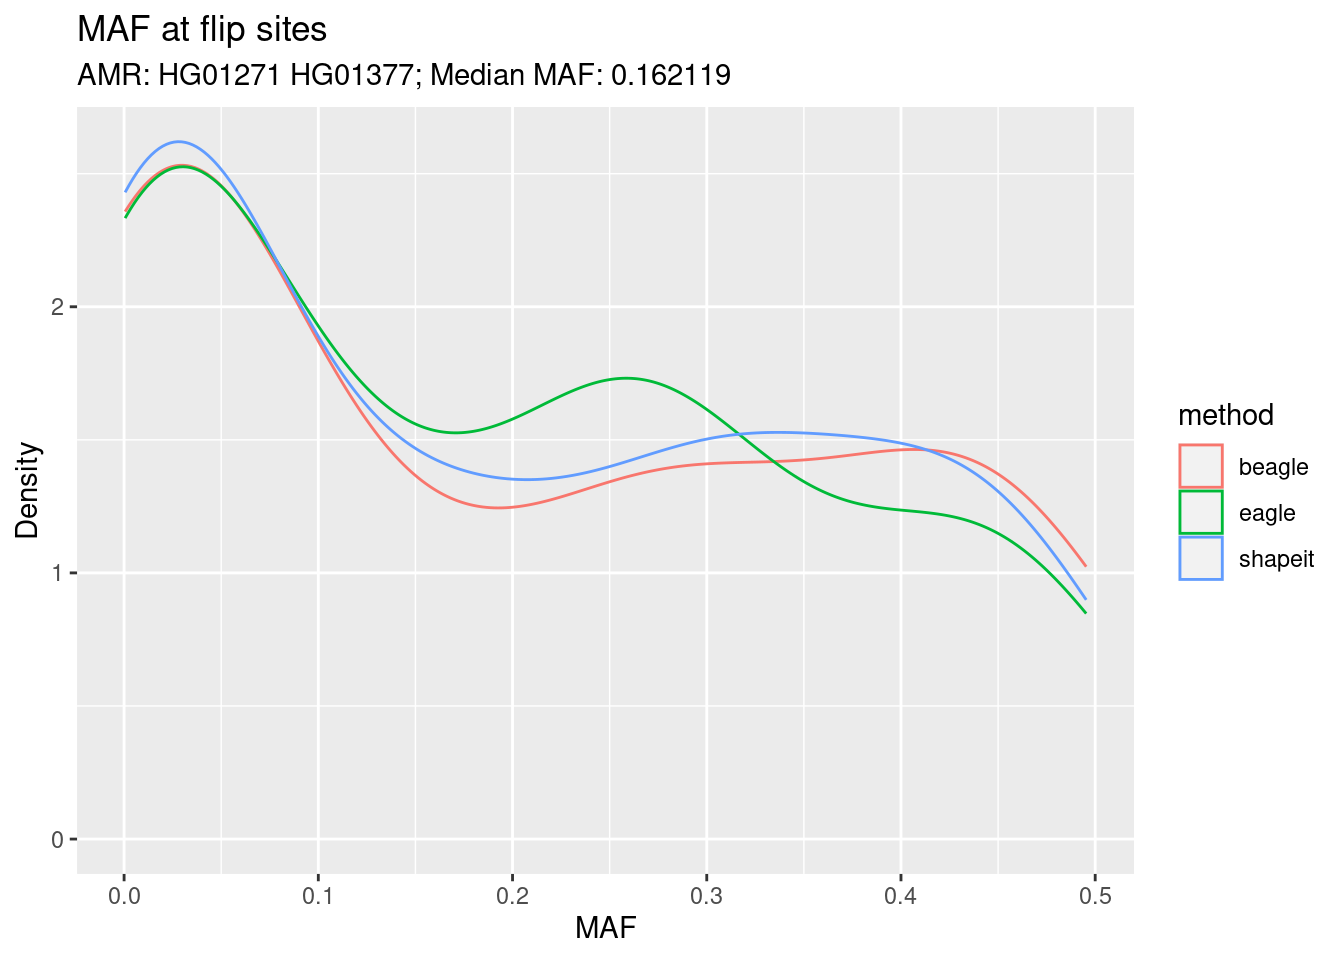 MAF at flip sites
AMR: HG01271 HG01377; Median MAF: 0.162119
Density
2
1
0
0.0
0.1
0.2
0.3
0.4
0.5
MAF
method
beagle
eagle
shapeit